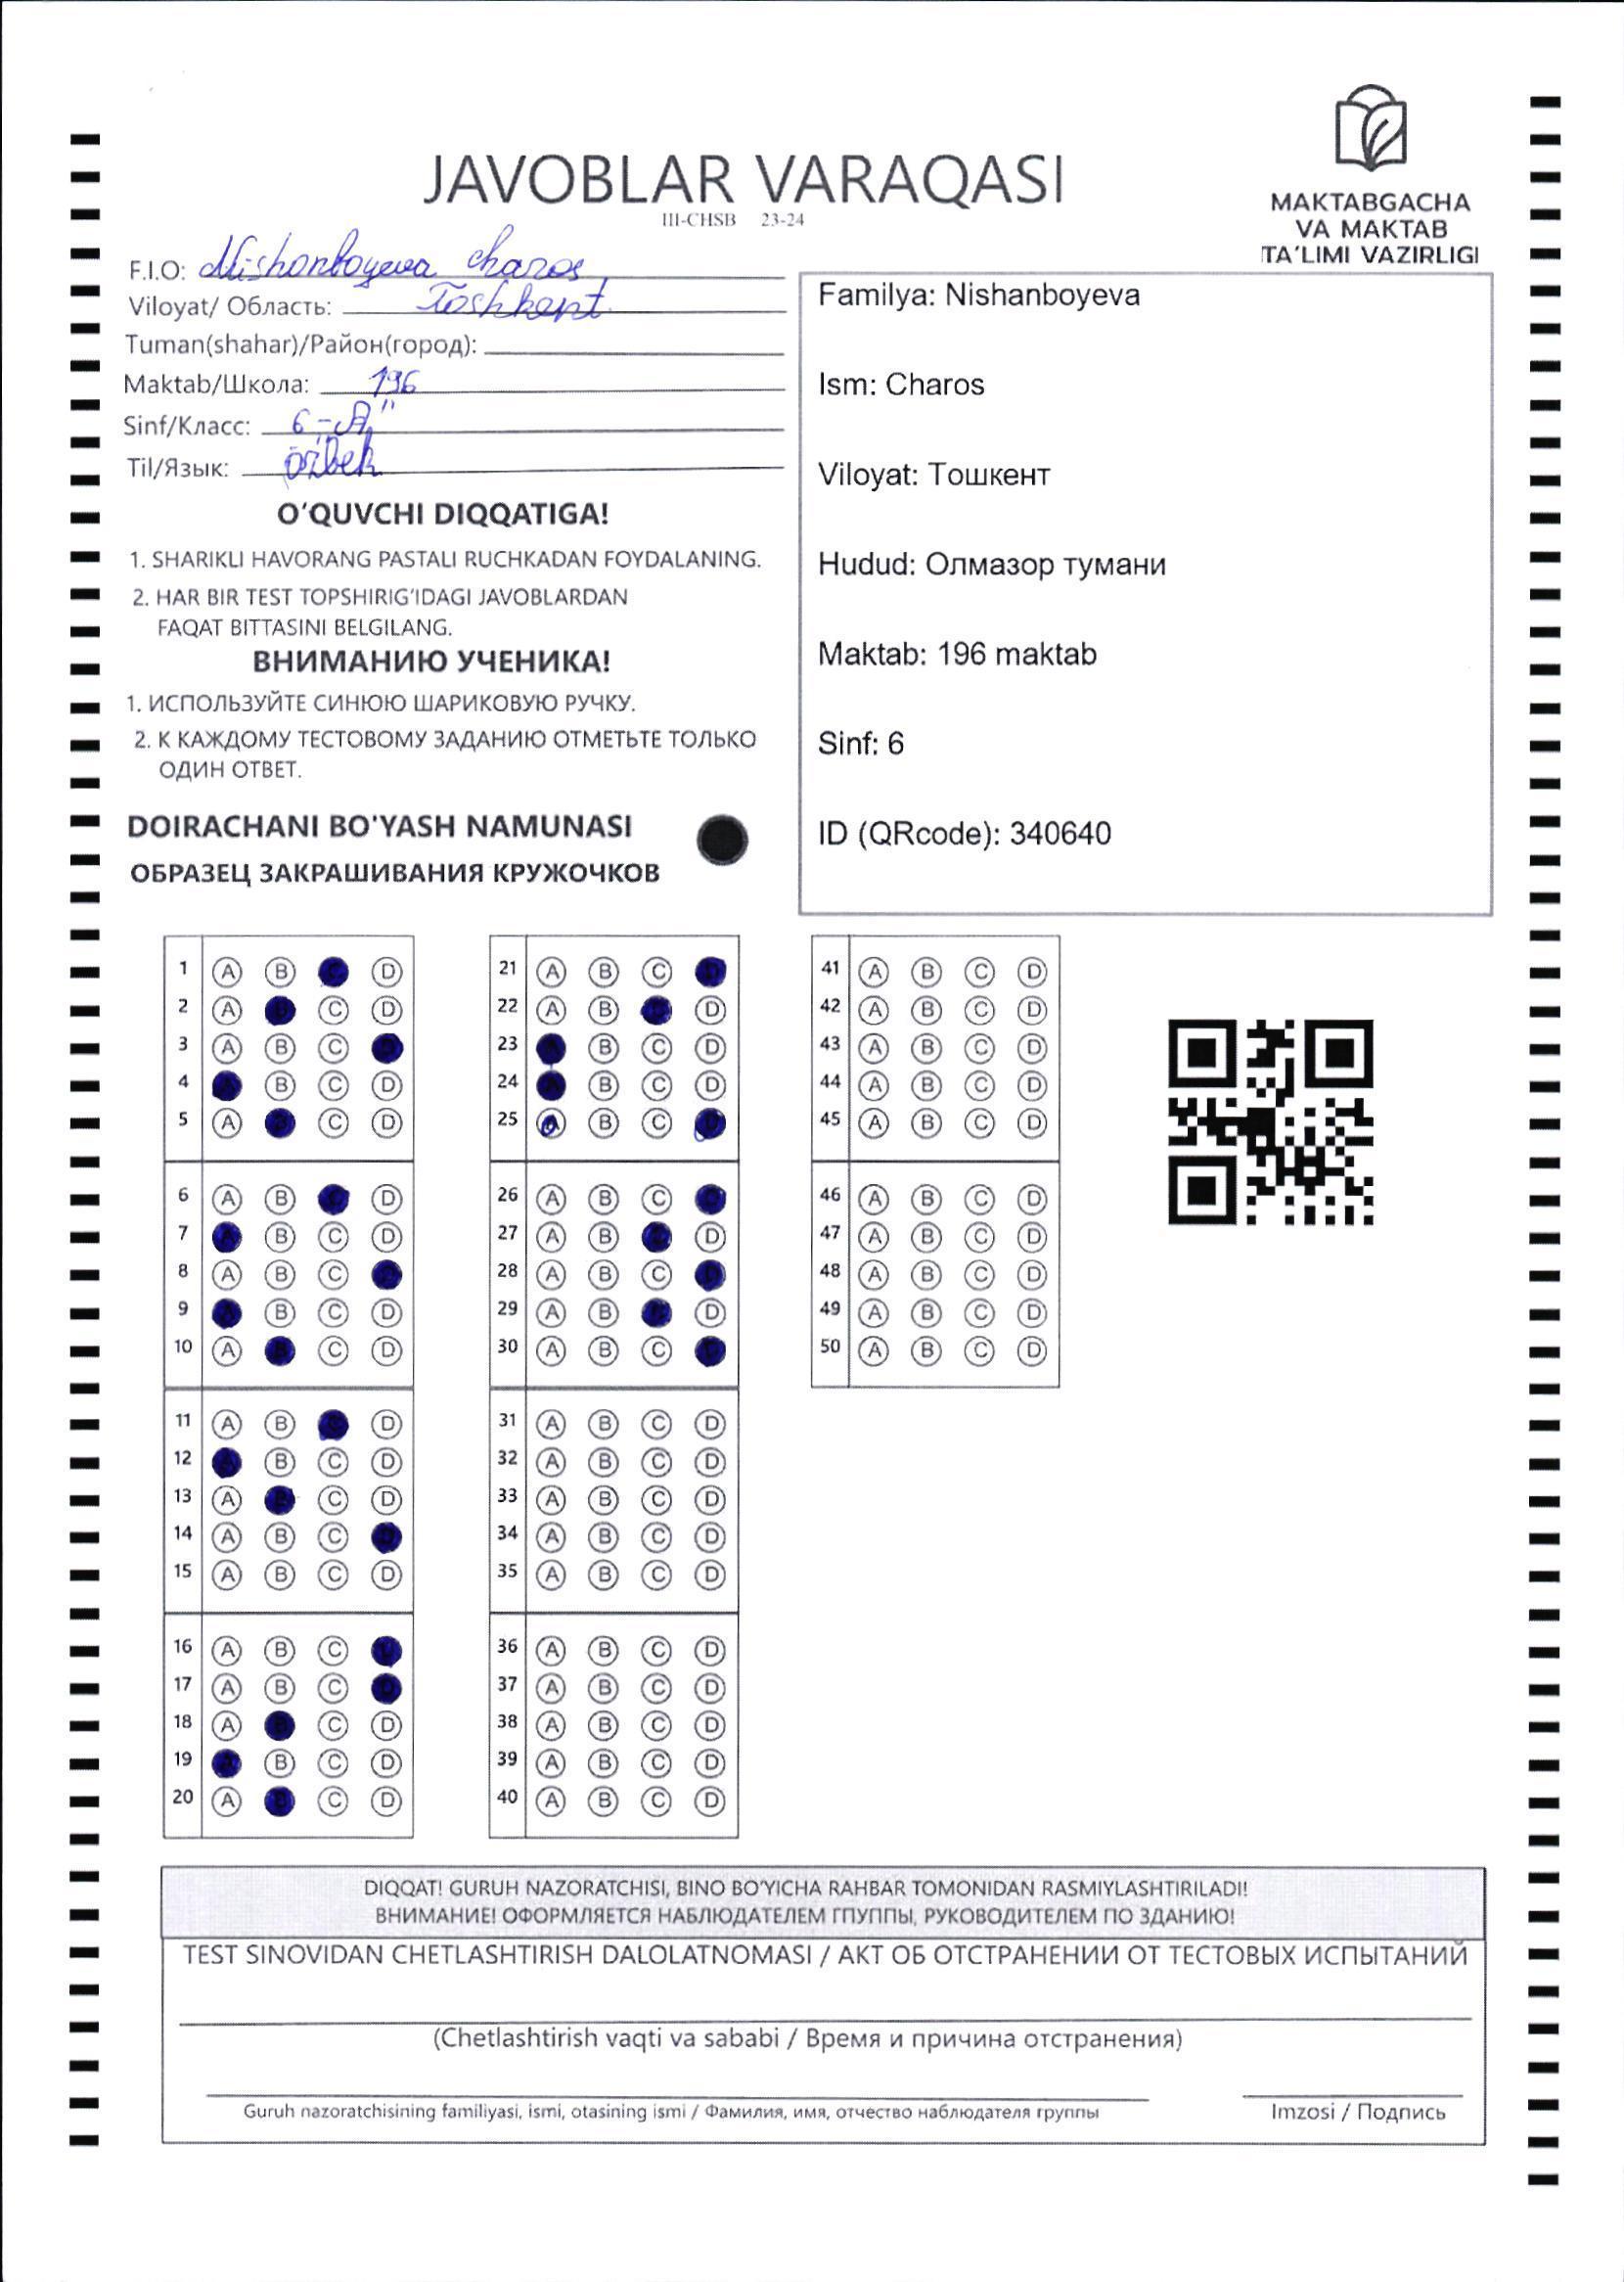 JAVOBLAR VARAQASI
III-CHSB 23-24
MAKTABGACHA
VA MAKTAB
TA'LIMI VAZIRLIGI
F.I.O: Nishonboyeva Charos
Viloyat/ Область: Toshkent
Tuman(shahar)/Район(город):
Maktab/Школа: 196
Sinf/Класс: 6-„A"
Til/Язык: o'zbek
Familya: Nishanboyeva
Ism: Charos
Viloyat: Тошкент
Hudud: Олмазор тумани
Maktab: 196 maktab
Sinf: 6
ID (QRcode): 340640
O'QUVCHI DIQQATIGA!
1. SHARIKLI HAVORANG PASTALI RUCHKADAN FOYDALANING.
2. HAR BIR TEST TOPSHIRIG'IDAGI JAVOBLARDAN
FAQAT BITTASINI BELGILANG.
ВНИМАНИЮ УЧЕНИКА!
1. ИСПОЛЬЗУЙТЕ СИНЮЮ ШАРИКОВУЮ РУЧКУ.
2. К КАЖДОМУ ТЕСТОВОМУ ЗАДАНИЮ ОТМЕТЬТЕ ТОЛЬКО
ОДИН ОТВЕТ.
DOIRACHANI BO'YASH NAMUNASI
ОБРАЗЕЦ ЗАКРАШИВАНИЯ КРУЖОЧКОВ
1 A B C D
2 A B C D
3 A B C D
4 A B C D
5 A B C D
6 A B C D
7 A B C D
8 A B C D
9 A B C D
10 A B C D
11 A B C D
12 A B C D
13 A B C D
14 A B C D
15 A B C D
16 A B C D
17 A B C D
18 A B C D
19 A B C D
20 A B C D
21 A B C D
22 A B C D
23 A B C D
24 A B C D
25 A B C D
26 A B C D
27 A B C D
28 A B C D
29 A B C D
30 A B C D
31 A B C D
32 A B C D
33 A B C D
34 A B C D
35 A B C D
36 A B C D
37 A B C D
38 A B C D
39 A B C D
40 A B C D
41 A B C D
42 A B C D
43 A B C D
44 A B C D
45 A B C D
46 A B C D
47 A B C D
48 A B C D
49 A B C D
50 A B C D
DIQQAT! GURUH NAZORATCHISI, BINO BO'YICHA RAHBAR TOMONIDAN RASMIYLASHTIRILADI!
ВНИМАНИЕ! ОФОРМЛЯЕТСЯ НАБЛЮДАТЕЛЕМ ГПУППЫ, РУКОВОДИТЕЛЕМ ПО ЗДАНИЮ!
TEST SINOVIDAN CHETLASHTIRISH DALOLATNOMASI / АКТ ОБ ОТСТРАНЕНИИ ОТ ТЕСТОВЫХ ИСПЫТАНИЙ
(Chetlashtirish vaqti va sababi / Время и причина отстранения)
Guruh nazoratchisining familiyasi, ismi, otasining ismi / Фамилия, имя, отчество наблюдателя группы
Imzosi / Подпись